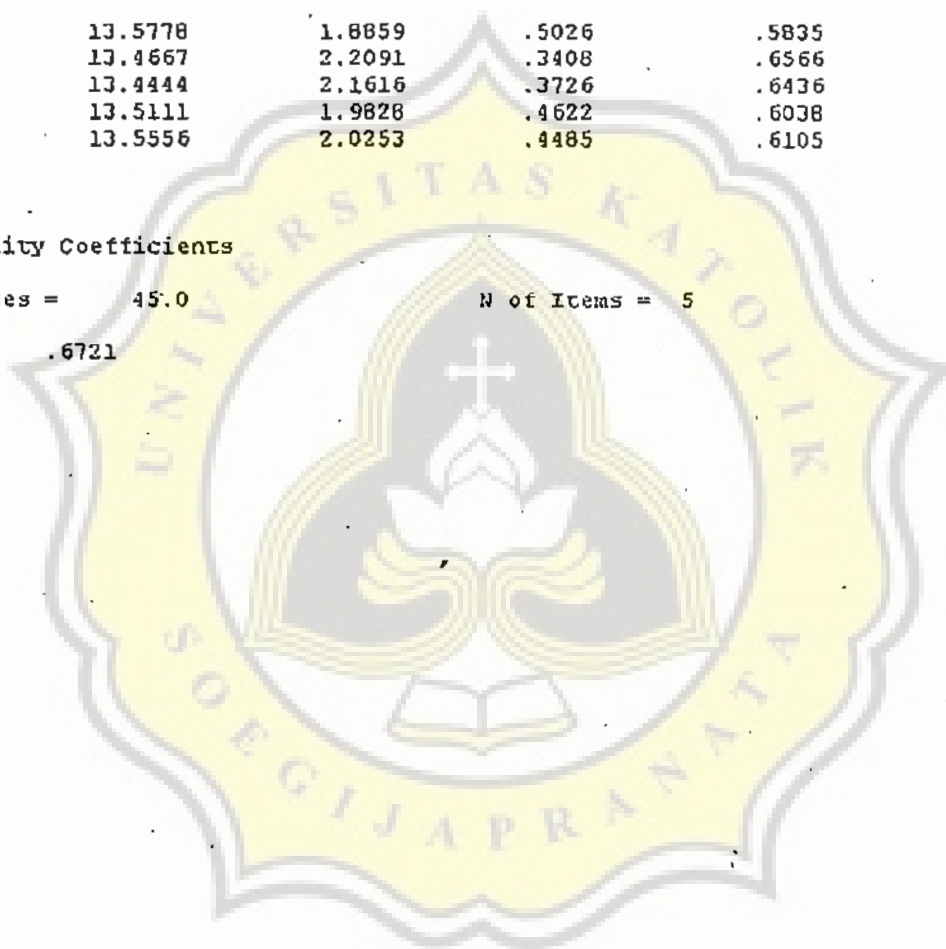 13.5778 1.8859 .5026 .5835
13.4667 2.2091 .3408 .6566
13.4444 2.1616 .3726 .6436
13.5111 1.9828 .4622 .6038
13.5556 2.0253 .4485 .6105
ity Coefficients
es = 45.0 N of Items = 5
.6721
UNIVERSITAS KATOLIK
SOEGIJAPRANATA